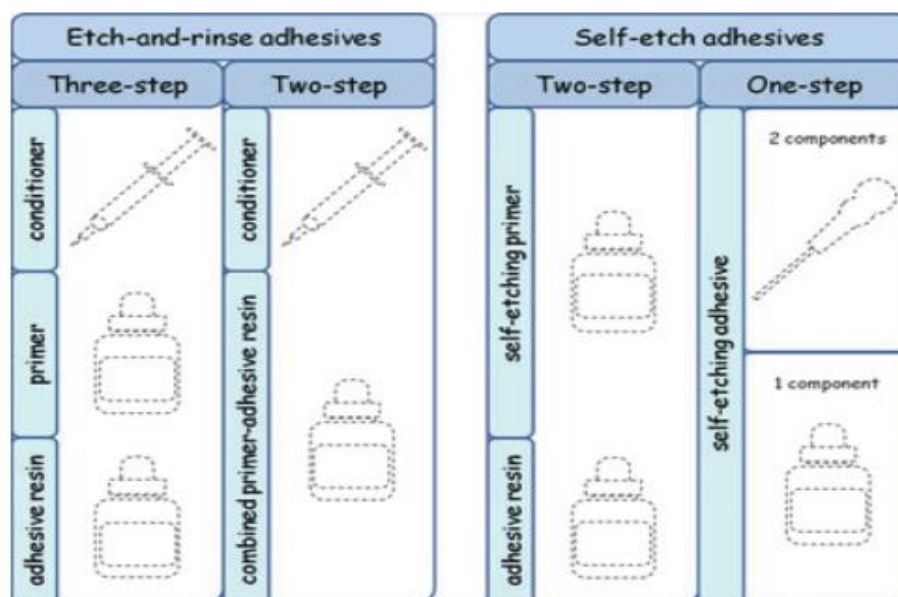 Etch-and-rinse adhesives
Three-step
Two-step
conditioner
primer
adhesive resin
conditioner
combined primer-adhesive resin
Self-etch adhesives
Two-step
One-step
self-etching primer
adhesive resin
self-etching adhesive
2 components
1 component